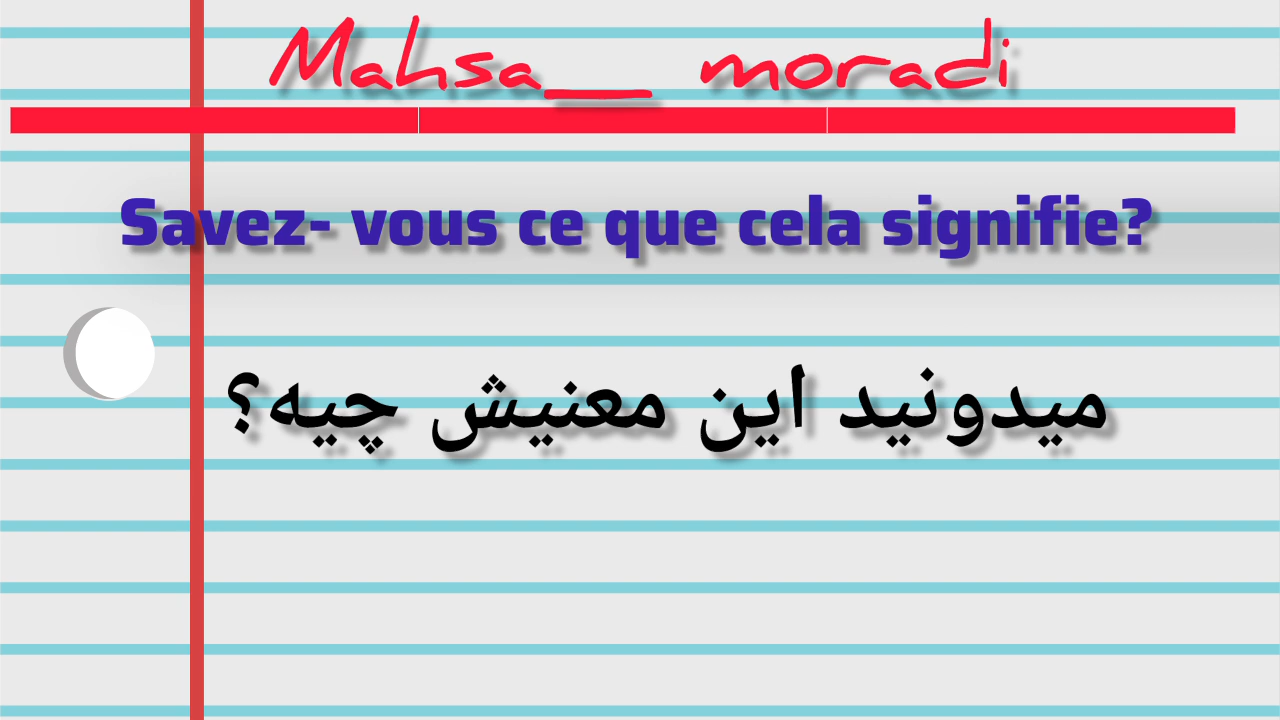 Mahsa__ moradi
Savez- vous ce que cela signifie?
میدونید این معنیش چیه؟